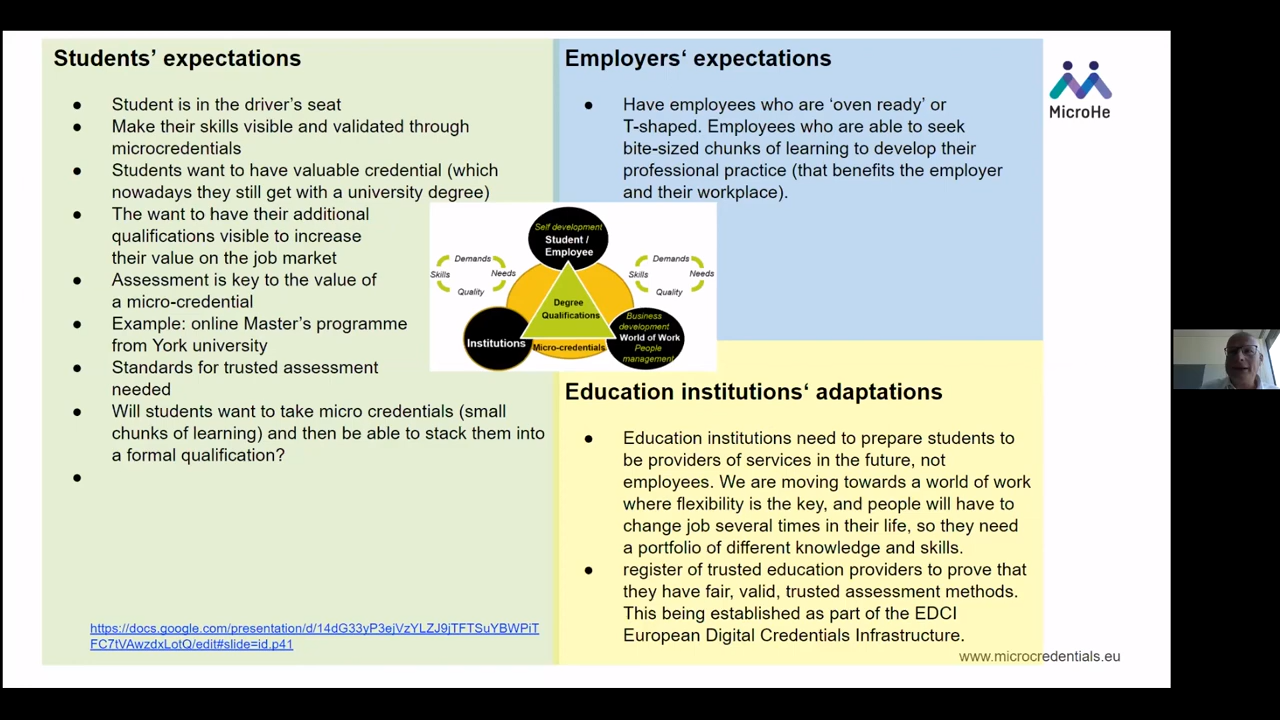 Students' expectations
● Student is in the driver's seat
● Make their skills visible and validated through
microcredentials
● Students want to have valuable credential (which
nowadays they still get with a university degree)
● The want to have their additional
qualifications visible to increase
their value on the job market
● Assessment is key to the value of
a micro-credential
● Example: online Master's programme
from York university
● Standards for trusted assessment
needed
● Will students want to take micro credentials (small
chunks of learning) and then be able to stack them into
a formal qualification?
●
https://docs.google.com/presentation/d/14dG33yP3ejVzYLZJ9jTFTSuYBWPiT
FC7tVAwzdxLotQ/edit#slide=id.p41
Employers‘ expectations
● Have employees who are ‘oven ready’ or
T-shaped. Employees who are able to seek
bite-sized chunks of learning to develop their
professional practice (that benefits the employer
and their workplace).
MicroHe
Self development
Student /
Employee
Demands
Skills
Needs
Quality
Demands
Skills
Needs
Quality
Degree
Qualifications
Institutions
Micro-credentials
Business
development
World of Work
People
management
Education institutions‘ adaptations
● Education institutions need to prepare students to
be providers of services in the future, not
employees. We are moving towards a world of work
where flexibility is the key, and people will have to
change job several times in their life, so they need
a portfolio of different knowledge and skills.
● register of trusted education providers to prove that
they have fair, valid, trusted assessment methods.
This being established as part of the EDCI
European Digital Credentials Infrastructure.
www.microcredentials.eu